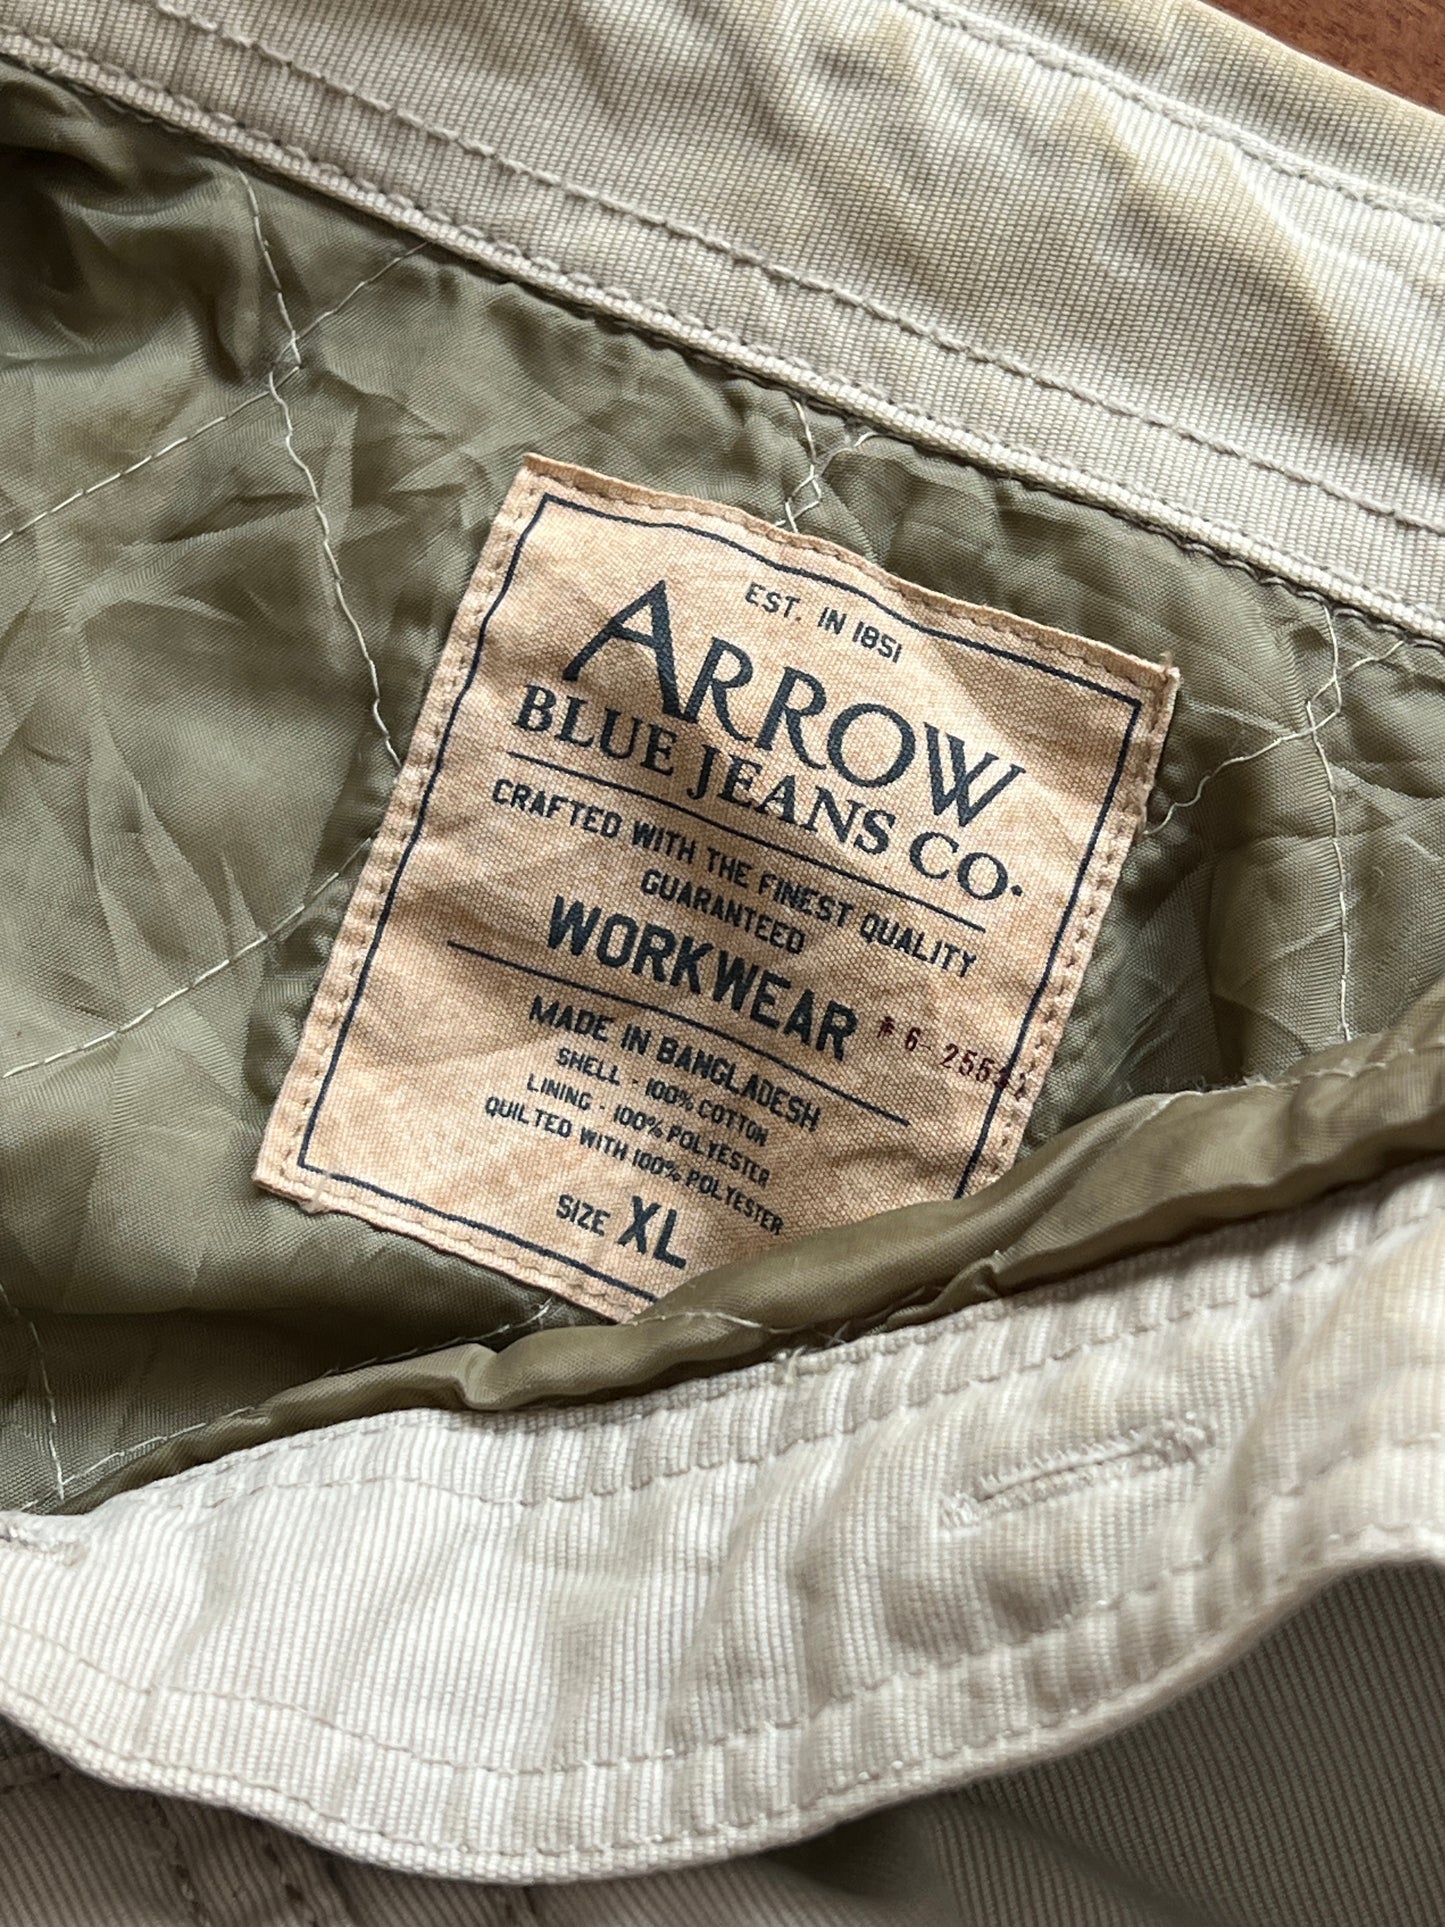 EST. IN 1851
ARROW
BLUE JEANS CO.
CRAFTED WITH THE FINEST QUALITY
GUARANTEED
WORKWEAR
MADE IN BANGLADESH
SHELL - 100% COTTON
LINING - 100% POLYESTER
QUILTED WITH 100% POLYESTER
SIZE XL